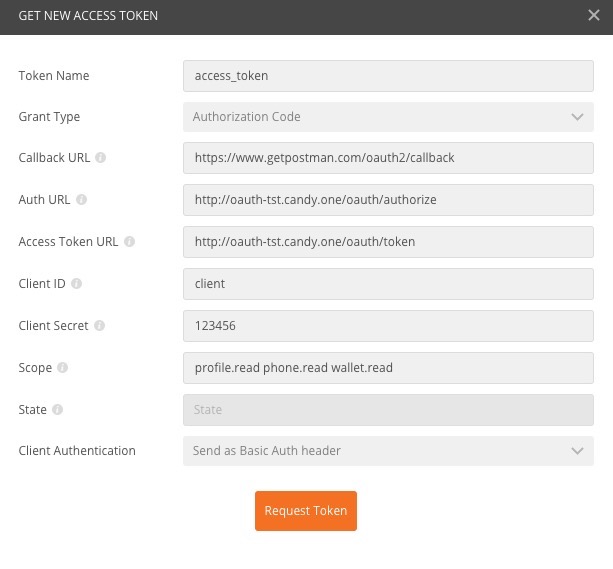 GET NEW ACCESS TOKEN
Token Name access_token
Grant Type Authorization Code
Callback URL https://www.getpostman.com/oauth2/callback
Auth URL http://oauth-tst.candy.one/oauth/authorize
Access Token URL http://oauth-tst.candy.one/oauth/token
Client ID client
Client Secret 123456
Scope profile.read phone.read wallet.read
State State
Client Authentication Send as Basic Auth header
Request Token